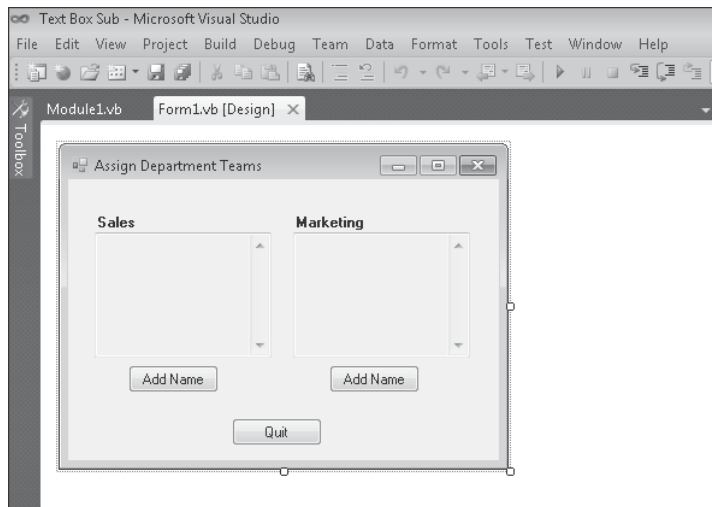 Text Box Sub - Microsoft Visual Studio
File Edit View Project Build Debug Team Data Format Tools Test Window Help
Toolbox
Module1.vb Form1.vb [Design]
Assign Department Teams
Sales Marketing
Add Name Add Name
Quit